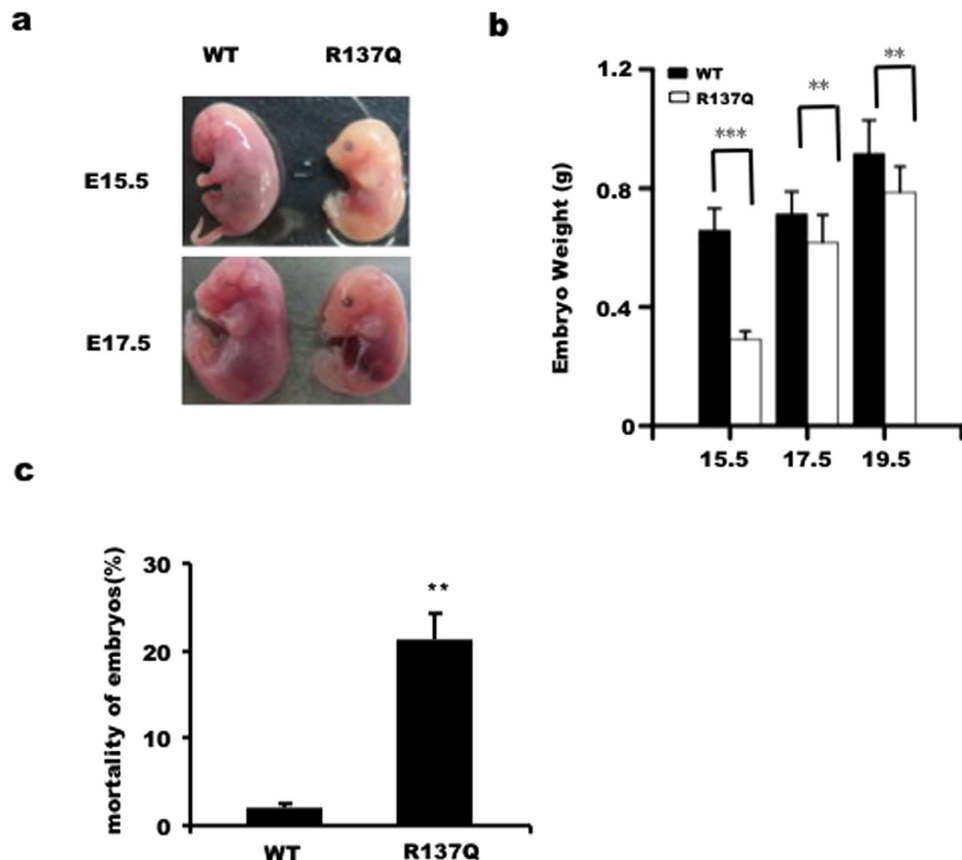 a
WT R137Q
E15.5
E17.5
b
1.2
0.8
0.4
0
Embryo Weight (g)
WT
R137Q
***
**
**
15.5 17.5 19.5
c
mortality of embryos(%)
30
20
10
0
**
WT R137Q